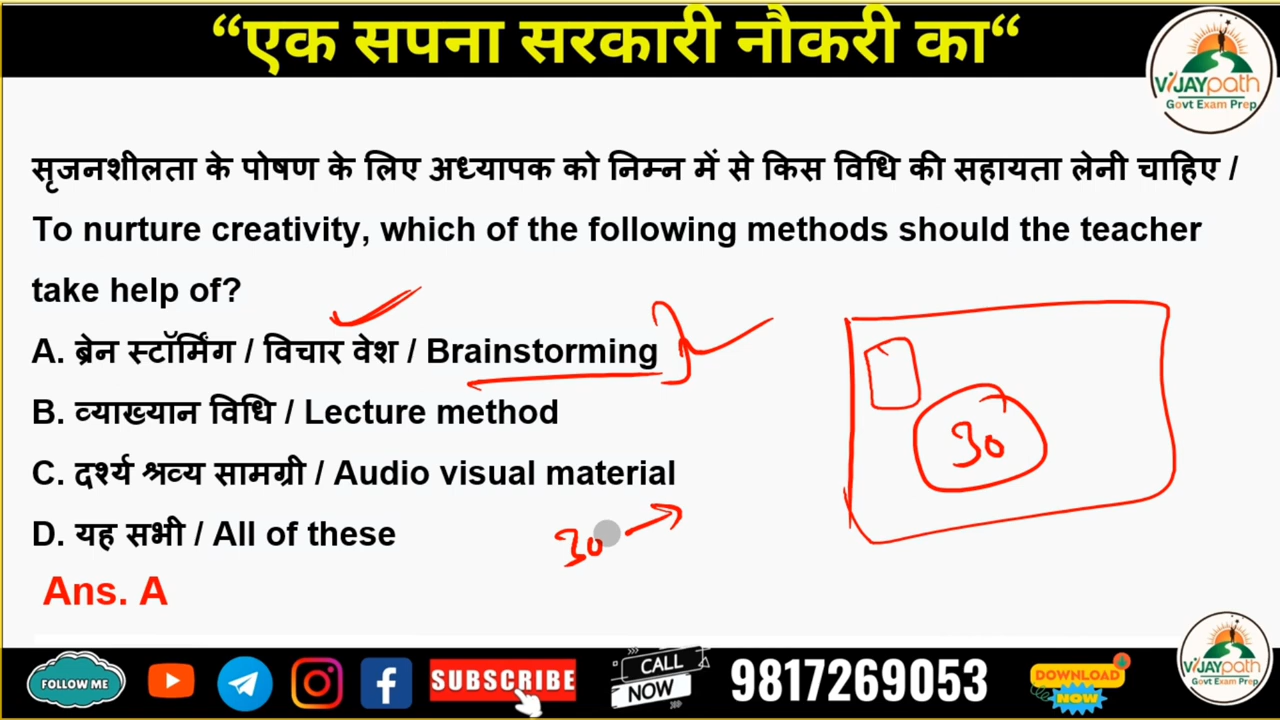 “एक सपना सरकारी नौकरी का“
VIJAYpath
Govt Exam Prep
सृजनशीलता के पोषण के लिए अध्यापक को निम्न में से किस विधि की सहायता लेनी चाहिए /
To nurture creativity, which of the following methods should the teacher
take help of?
A. ब्रेन स्टॉर्मिंग / विचार वेश / Brainstorming
B. व्याख्यान विधि / Lecture method
C. दर्श्य श्रव्य सामग्री / Audio visual material
D. यह सभी / All of these
30
30
Ans. A
FOLLOW ME
SUBSCRIBE
CALL
NOW
9817269053
DOWNLOAD
NOW
VIJAYpath
Govt Exam Prep